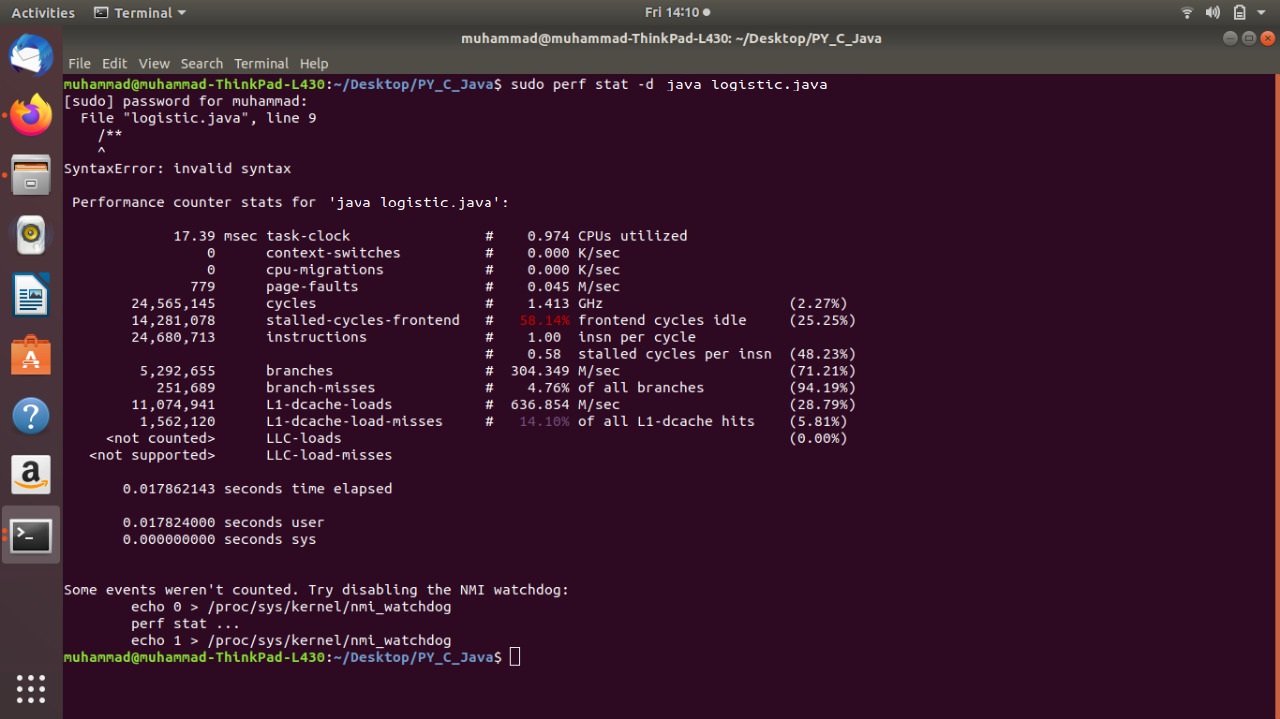 Activities Terminal Fri 14:10
muhammad@muhammad-ThinkPad-L430: ~/Desktop/PY_C_Java
File Edit View Search Terminal Help
muhammad@muhammad-ThinkPad-L430:~/Desktop/PY_C_Java$ sudo perf stat -d java logistic.java
[sudo] password for muhammad:
File "logistic.java", line 9
/**
^
SyntaxError: invalid syntax
Performance counter stats for 'java logistic.java':
17.39 msec task-clock # 0.974 CPUs utilized
0 context-switches # 0.000 K/sec
0 cpu-migrations # 0.000 K/sec
779 page-faults # 0.045 M/sec
24,565,145 cycles # 1.413 GHz (2.27%)
14,281,078 stalled-cycles-frontend # 58.14% frontend cycles idle (25.25%)
24,680,713 instructions # 1.00 insn per cycle
# 0.58 stalled cycles per insn (48.23%)
5,292,655 branches # 304.349 M/sec (71.21%)
251,689 branch-misses # 4.76% of all branches (94.19%)
11,074,941 L1-dcache-loads # 636.854 M/sec (28.79%)
1,562,120 L1-dcache-load-misses # 14.10% of all L1-dcache hits (5.81%)
<not counted> LLC-loads (0.00%)
<not supported> LLC-load-misses
0.017862143 seconds time elapsed
0.017824000 seconds user
0.000000000 seconds sys
Some events weren't counted. Try disabling the NMI watchdog:
echo 0 > /proc/sys/kernel/nmi_watchdog
perf stat ...
echo 1 > /proc/sys/kernel/nmi_watchdog
muhammad@muhammad-ThinkPad-L430:~/Desktop/PY_C_Java$